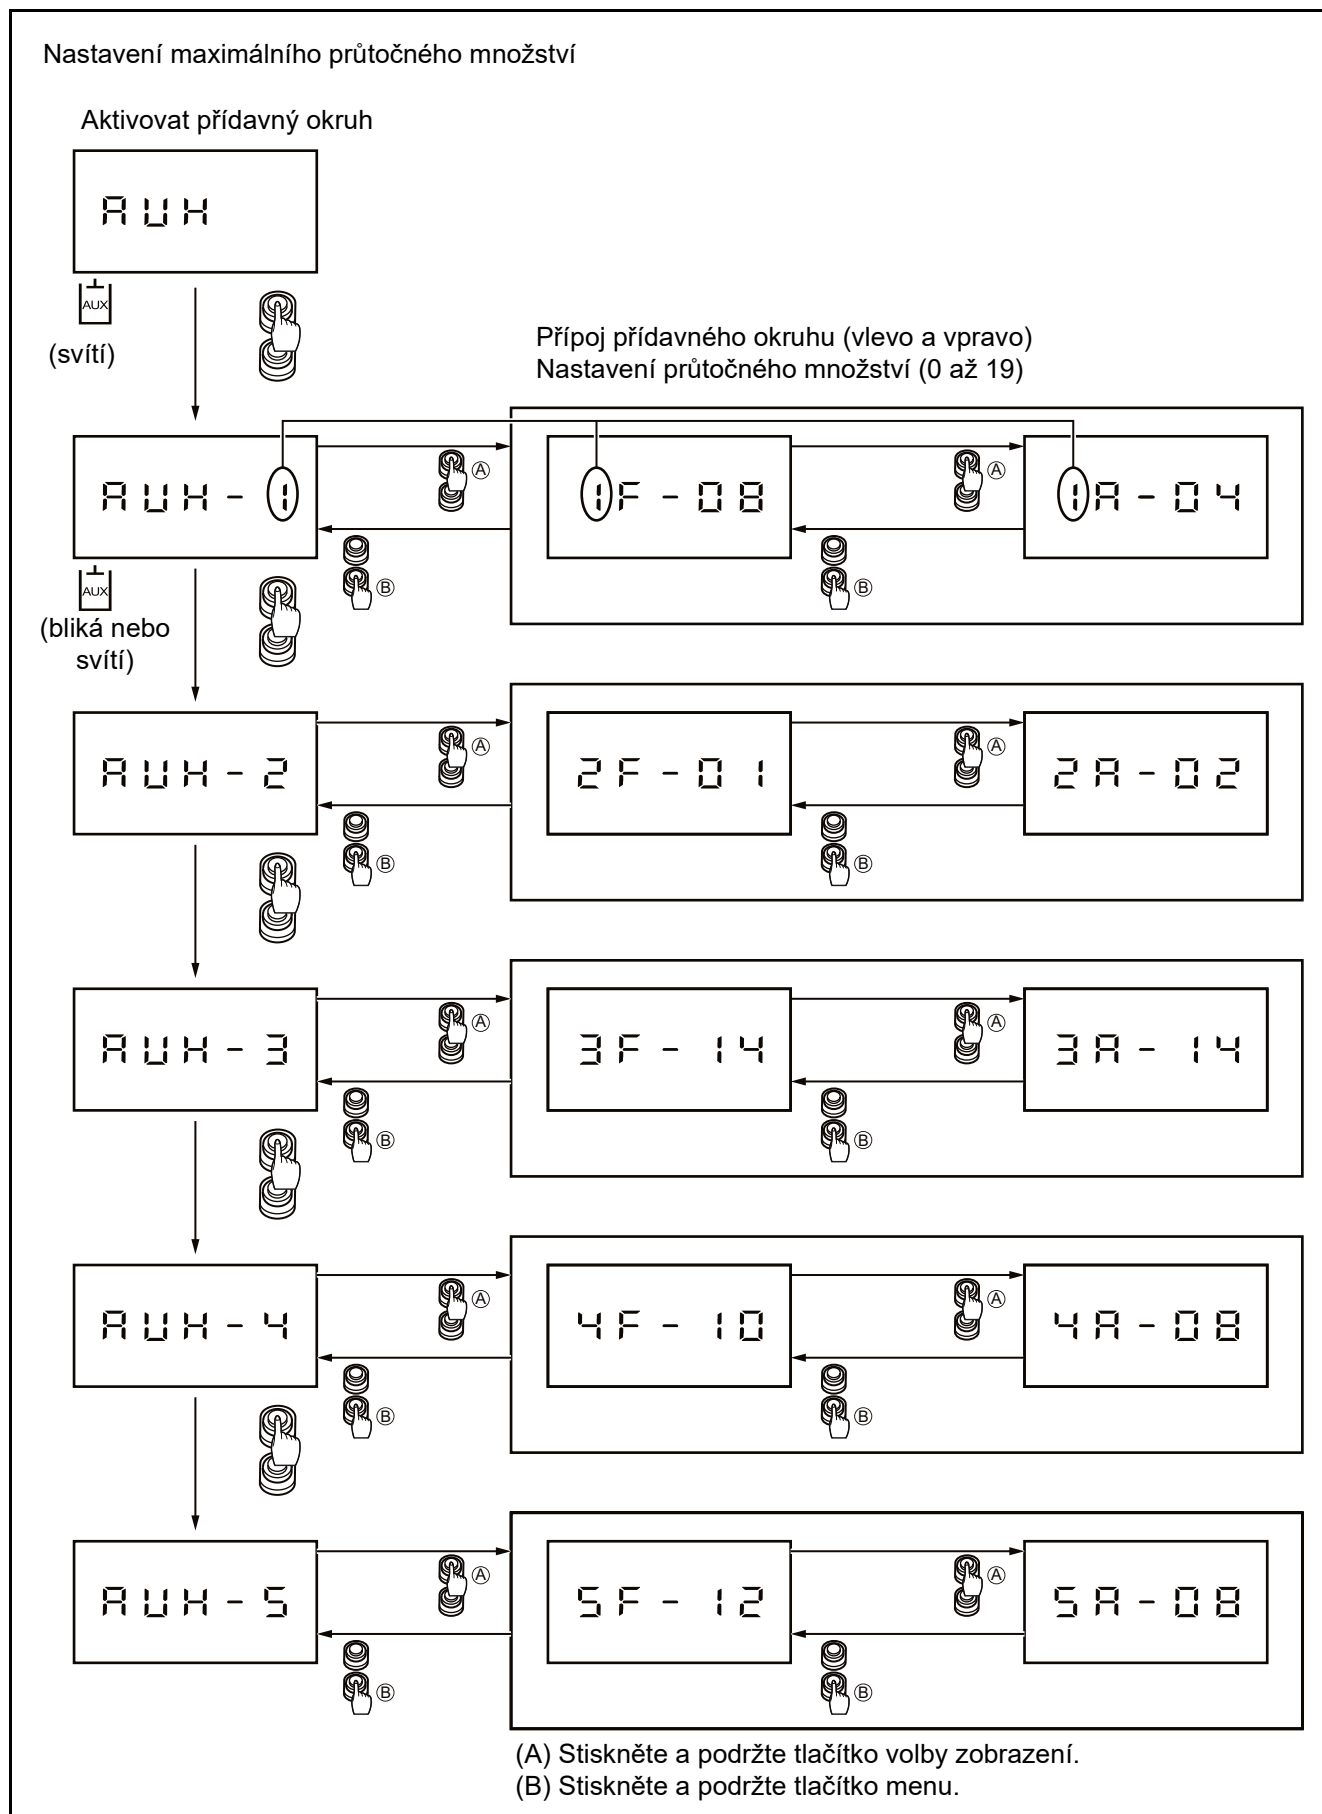 Nastavení maximálního průtočného množství
Aktivovat přídavný okruh
AUX
AUX
(svítí)
Přípoj přídavného okruhu (vlevo a vpravo)
Nastavení průtočného množství (0 až 19)
AUX-1
A
1F-08
A
1A-04
B
B
AUX
(bliká nebo
svítí)
AUX-2
A
2F-01
A
2A-02
B
B
AUX-3
A
3F-14
A
3A-14
B
B
AUX-4
A
4F-10
A
4A-08
B
B
AUX-5
A
5F-12
A
5A-08
B
B
(A) Stiskněte a podržte tlačítko volby zobrazení.
(B) Stiskněte a podržte tlačítko menu.